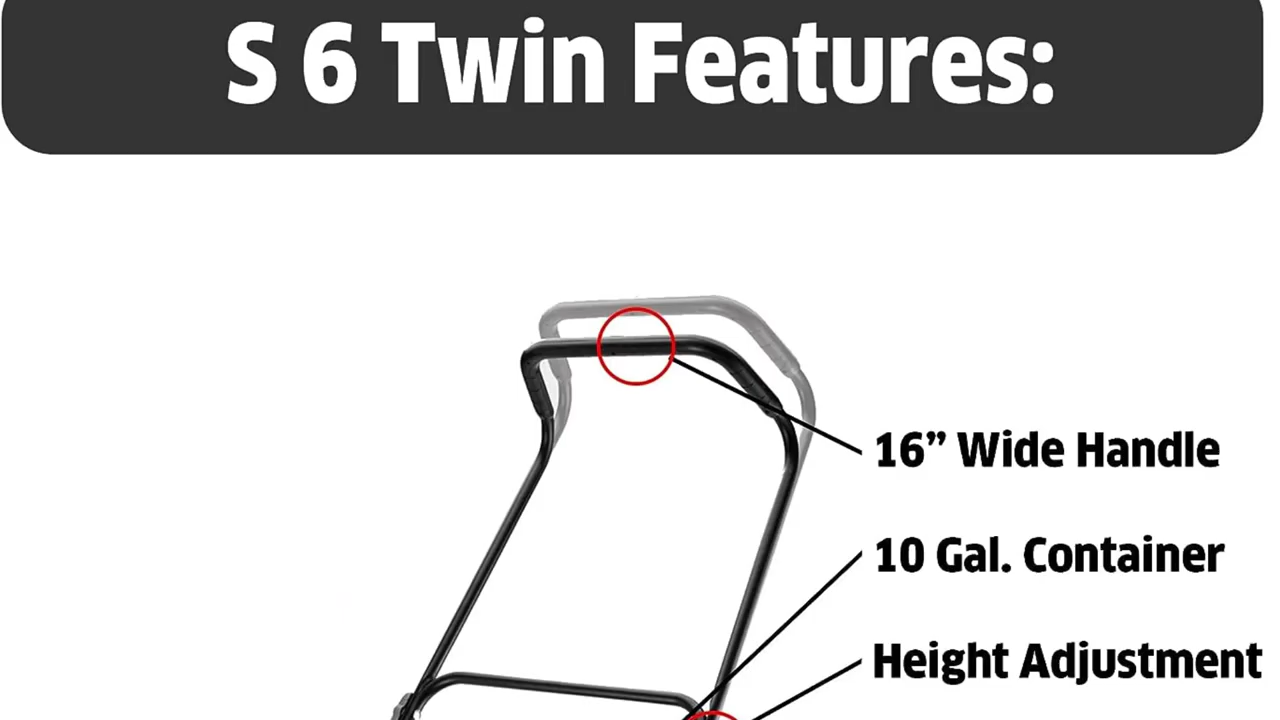 S 6 Twin Features:
16” Wide Handle
10 Gal. Container
Height Adjustment